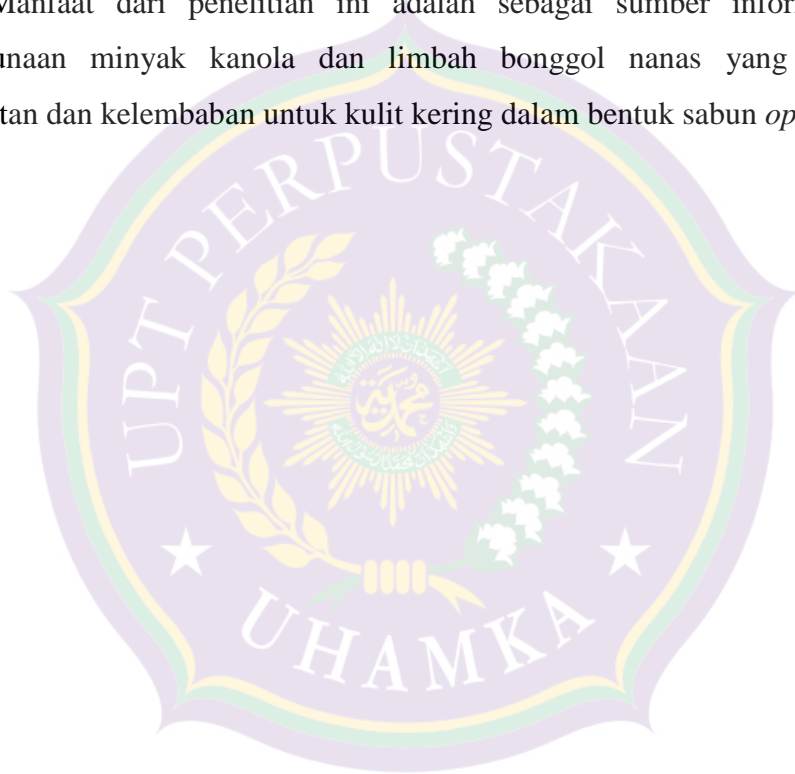 Manfaat dari penelitian ini adalah sebagai sumber infor
unaan minyak kanola dan limbah bonggol nanas yang
tan dan kelembaban untuk kulit kering dalam bentuk sabun op
UPT PERPUSTAKAAN
محمدية
UHAMKA